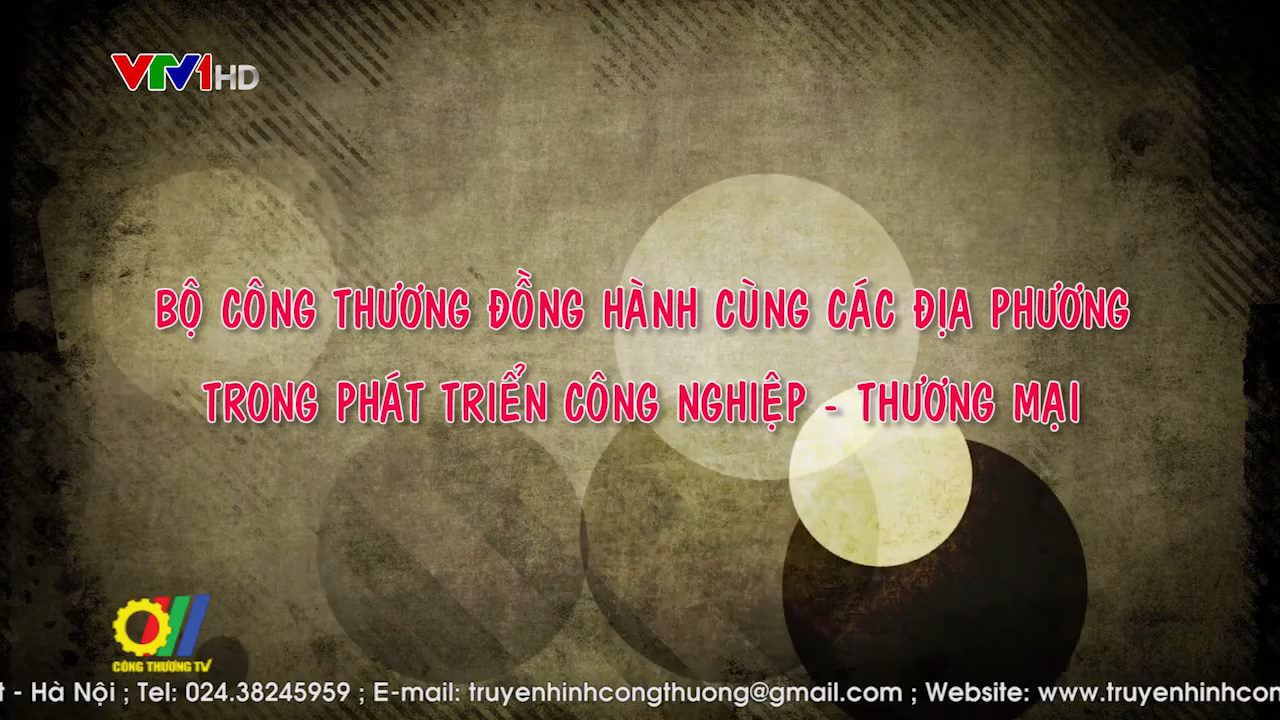 VTV1HD
BỘ CÔNG THƯƠNG ĐỒNG HÀNH CÙNG CÁC ĐỊA PHƯƠNG
TRONG PHÁT TRIỂN CÔNG NGHIỆP - THƯƠNG MẠI
CÔNG THƯƠNG TV
- Hà Nội ; Tel: 024.38245959 ; E-mail: truyenhinhcongthuong@gmail.com ; Website: www.truyenhinhcon